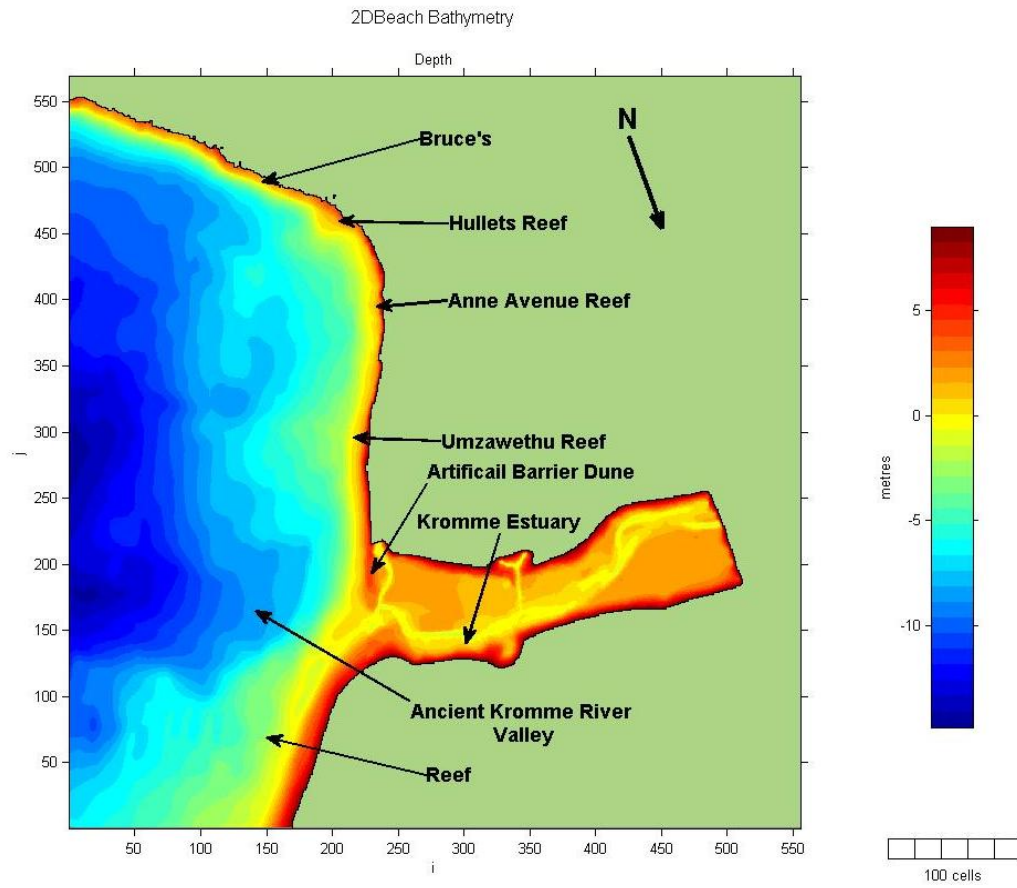 2DBeach Bathymetry
Depth
N
Bruce's
Hullets Reef
Anne Avenue Reef
Umzawethu Reef
Artificail Barrier Dune
Kromme Estuary
Ancient Kromme River
Valley
Reef
550
500
450
400
350
300
250
200
150
100
50
j
50 100 150 200 250 300 350 400 450 500 550
i
5
0
-5
-10
metres
100 cells